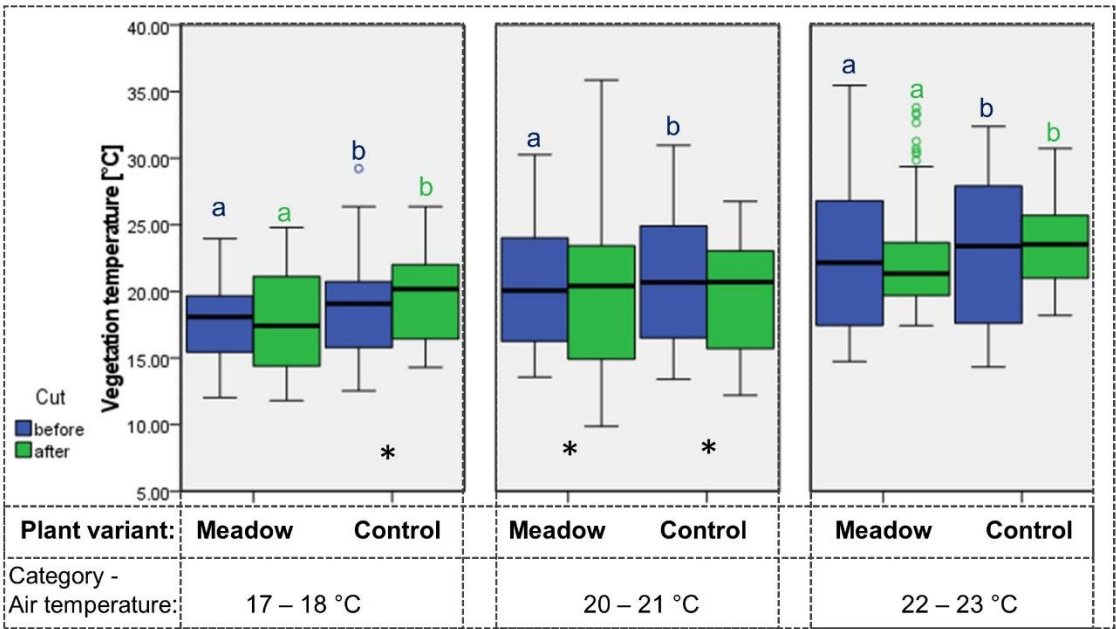 40.00
35.00
30.00
25.00
20.00
15.00
10.00
5.00
Vegetation temperature [°C]
Cut
before
after
a
a
b
b
*
a
b
*
*
a
a
b
b
Plant variant: Meadow Control Meadow Control Meadow Control
Category -
Air temperature: 17 – 18 °C 20 – 21 °C 22 – 23 °C